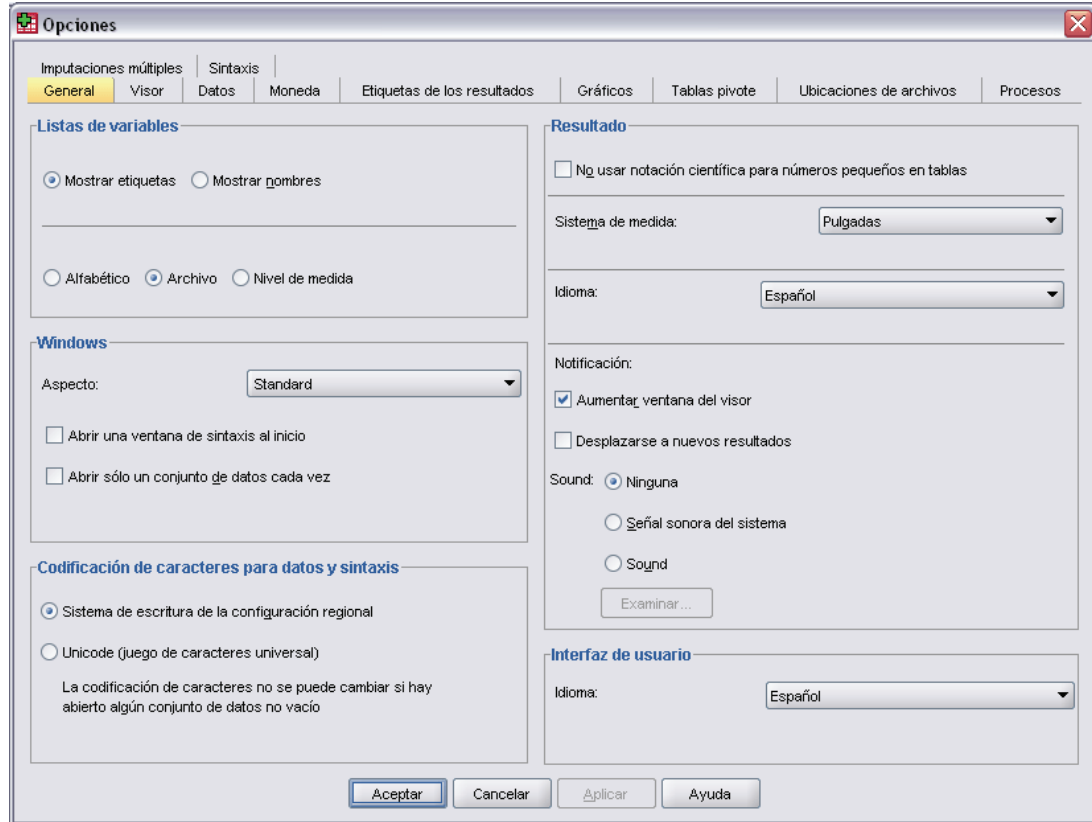 Opciones
Imputaciones múltiples Sintaxis
General Visor Datos Moneda Etiquetas de los resultados Gráficos Tablas pivote Ubicaciones de archivos Procesos
Listas de variables
Mostrar etiquetas Mostrar nombres
Alfabético Archivo Nivel de medida
Windows
Aspecto: Standard
Abrir una ventana de sintaxis al inicio
Abrir sólo un conjunto de datos cada vez
Codificación de caracteres para datos y sintaxis
Sistema de escritura de la configuración regional
Unicode (juego de caracteres universal)
La codificación de caracteres no se puede cambiar si hay
abierto algún conjunto de datos no vacío
Resultado
No usar notación científica para números pequeños en tablas
Sistema de medida: Pulgadas
Idioma: Español
Notificación:
Aumentar ventana del visor
Desplazarse a nuevos resultados
Sound: Ninguna
Señal sonora del sistema
Sound
Examinar...
Interfaz de usuario
Idioma: Español
Aceptar Cancelar Aplicar Ayuda